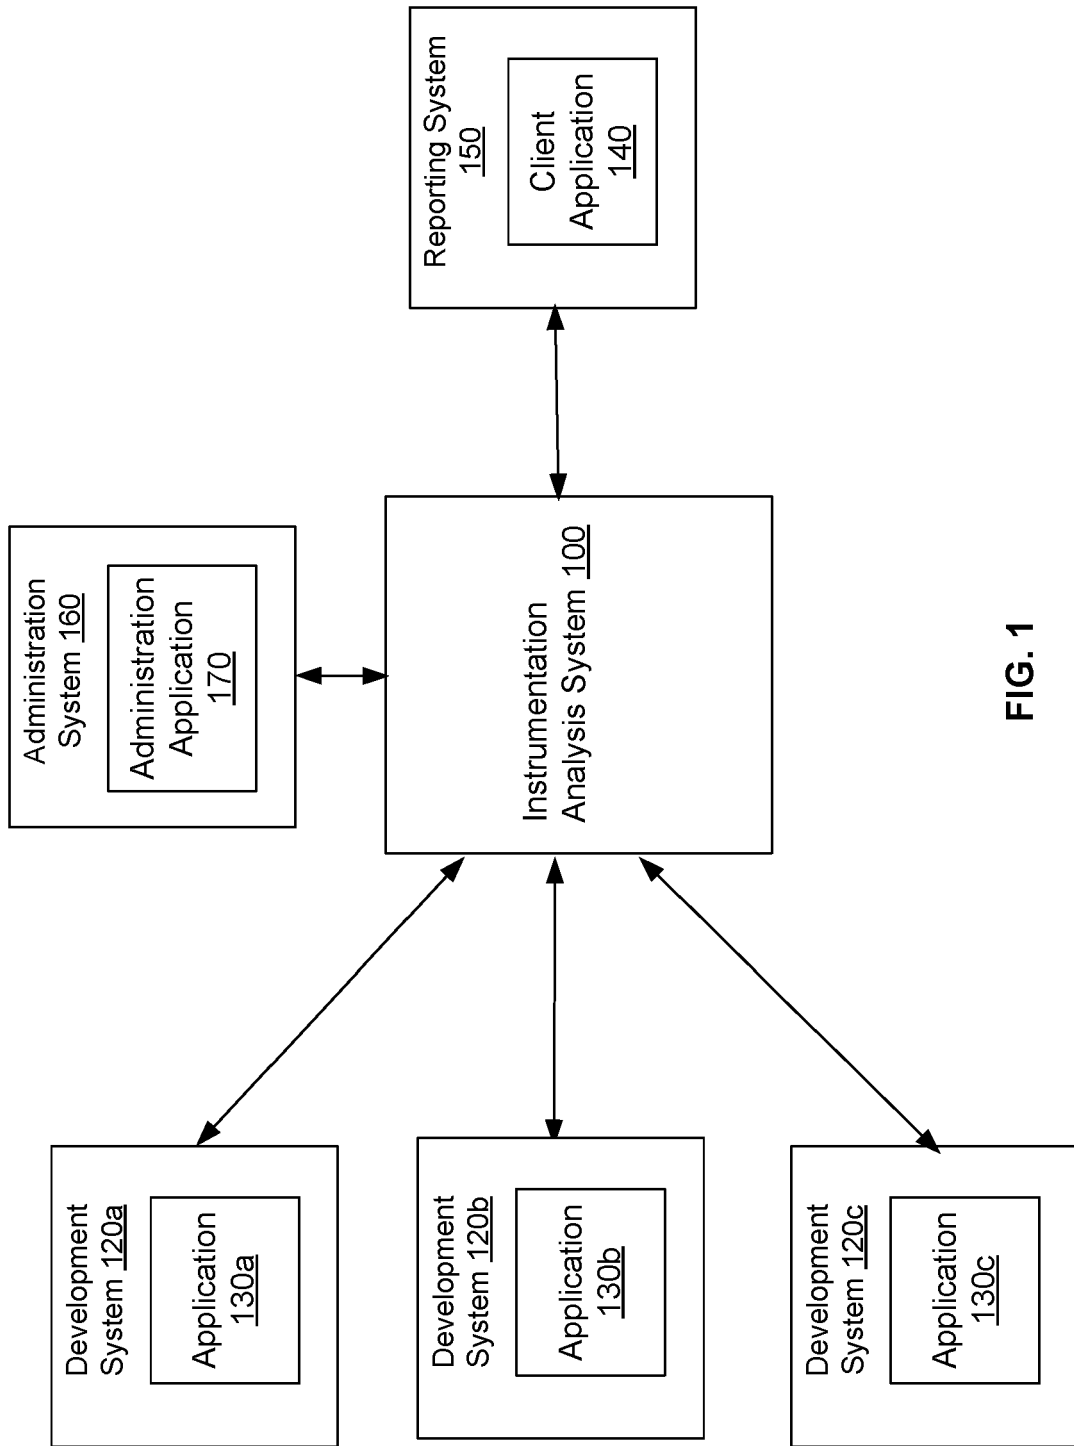 Administration
System 160
Administration
Application
170
Development
System 120a
Application
130a
Development
System 120b
Application
130b
Development
System 120c
Application
130c
Instrumentation
Analysis System 100
Reporting System
150
Client
Application
140
FIG. 1